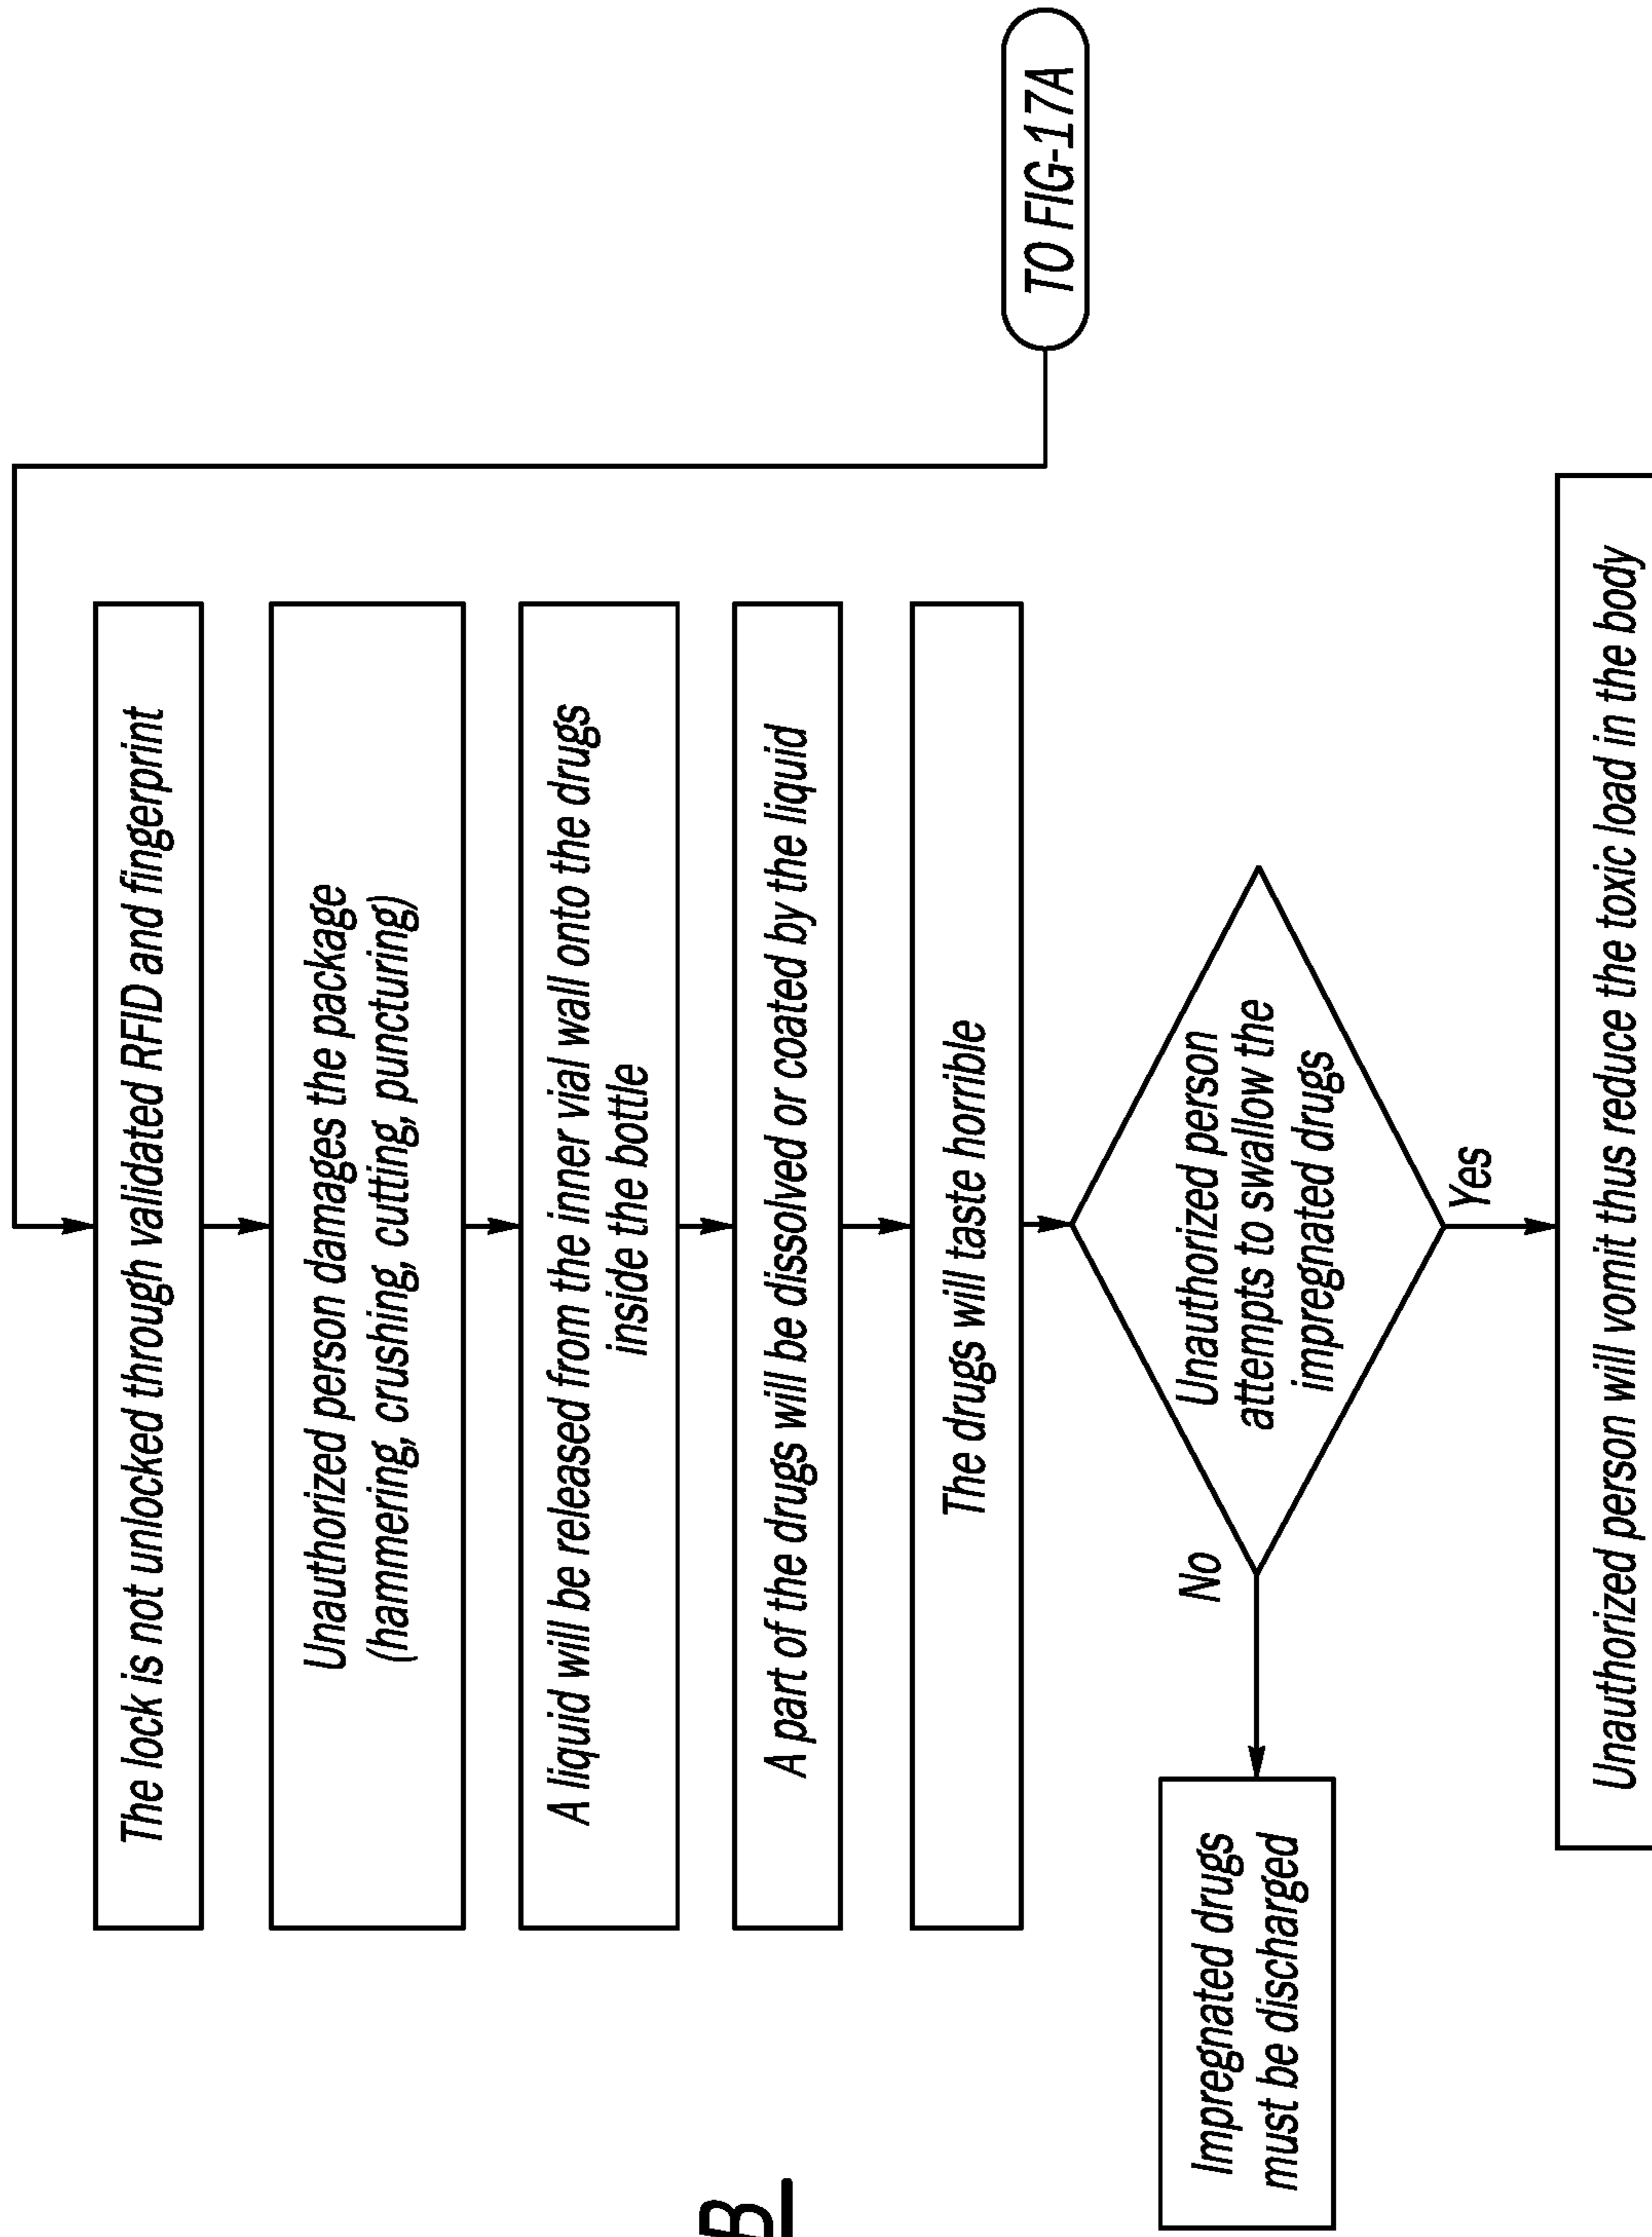 TO FIG-17A
The lock is not unlocked through validated RFID and fingerprint
Unauthorized person damages the package
(hammering, crushing, cutting, puncturing)
A liquid will be released from the inner vial wall onto the drugs
inside the bottle
A part of the drugs will be dissolved or coated by the liquid
The drugs will taste horrible
Unauthorized person
attempts to swallow the
impregnated drugs
No
Yes
Impregnated drugs
must be discharged
Unauthorized person will vomit thus reduce the toxic load in the body
B